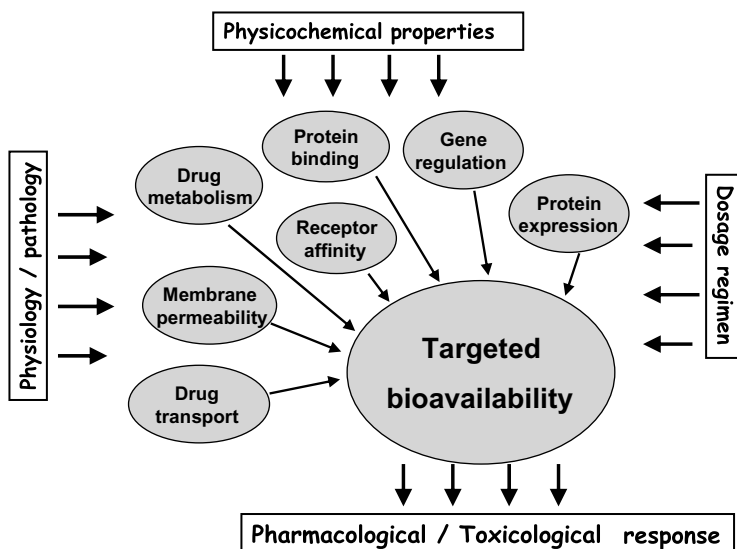 Physicochemical properties
Protein
binding
Gene
regulation
Drug
metabolism
Receptor
affinity
Protein
expression
Physiology / pathology
Dosage regimen
Membrane
permeability
Targeted
bioavailability
Drug
transport
Pharmacological / Toxicological response